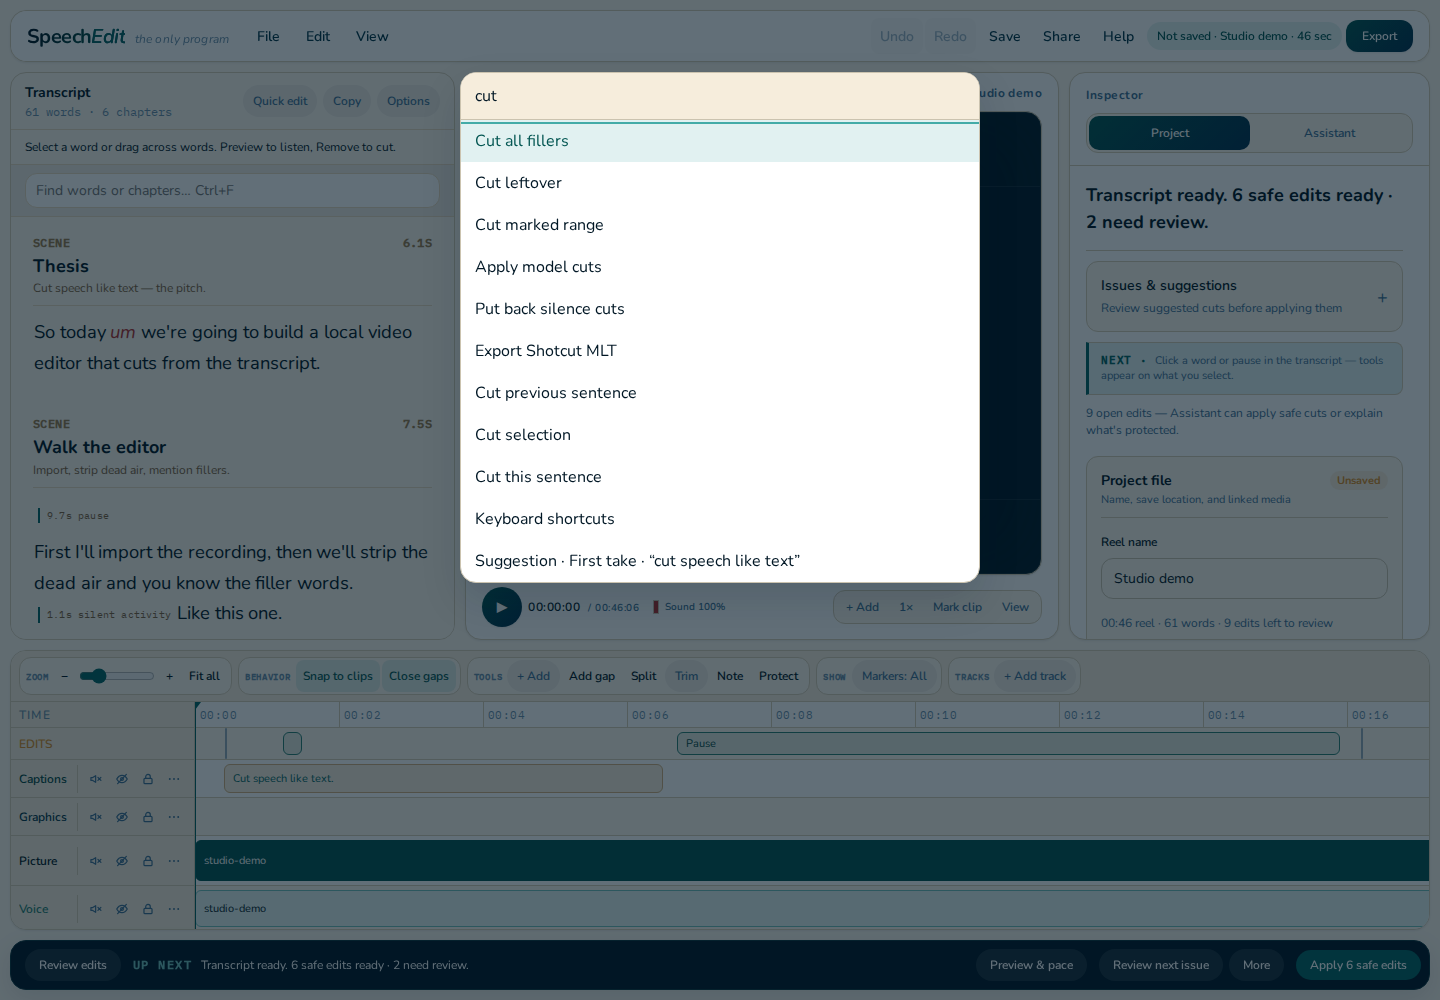 SpeechEdit the only program File Edit View Undo Redo Save Share Help Not saved · Studio demo · 46 sec Export
Transcript
61 words · 6 chapters
Quick edit Copy Options
Select a word or drag across words. Preview to listen, Remove to cut.
Find words or chapters... Ctrl+F
SCENE 6.1S
Thesis
Cut speech like text — the pitch.
So today um we're going to build a local video
editor that cuts from the transcript.
SCENE 7.5S
Walk the editor
Import, strip dead air, mention fillers.
9.7s pause
First I'll import the recording, then we'll strip the
dead air and you know the filler words.
1.1s silent activity Like this one.
cut
Cut all fillers
Cut leftover
Cut marked range
Apply model cuts
Put back silence cuts
Export Shotcut MLT
Cut previous sentence
Cut selection
Cut this sentence
Keyboard shortcuts
Suggestion · First take · “cut speech like text”
udio demo
00:00:00 / 00:46:06 Sound 100% + Add 1× Mark clip View
Inspector
Project Assistant
Transcript ready. 6 safe edits ready ·
2 need review.
Issues & suggestions
Review suggested cuts before applying them
+
NEXT · Click a word or pause in the transcript — tools
appear on what you select.
9 open edits — Assistant can apply safe cuts or explain
what's protected.
Project file Unsaved
Name, save location, and linked media
Reel name
Studio demo
00:46 reel · 61 words · 9 edits left to review
ZOOM − + Fit all BEHAVIOR Snap to clips Close gaps TOOLS + Add Add gap Split Trim Note Protect SHOW Markers: All TRACKS + Add track
TIME 00:00 00:02 00:04 00:06 00:08 00:10 00:12 00:14 00:16
EDITS Pause
Captions ··· Cut speech like text.
Graphics ···
Picture ··· studio-demo
Voice ··· studio-demo
Review edits UP NEXT Transcript ready. 6 safe edits ready · 2 need review. Preview & pace Review next issue More Apply 6 safe edits